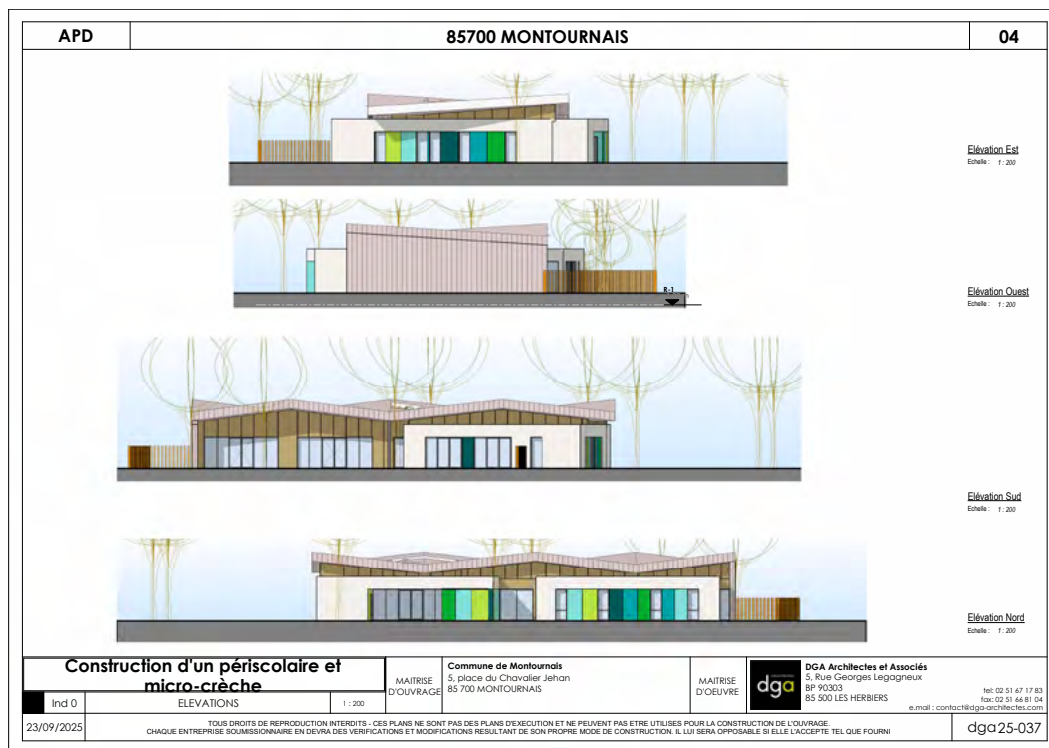 APD
85700 MONTOURNAIS
04
Elévation Est
Echelle : 1 : 200
R-1
Elévation Ouest
Echelle : 1 : 200
Elévation Sud
Echelle : 1 : 200
Elévation Nord
Echelle : 1 : 200
Construction d'un périscolaire et
micro-crèche
Ind 0
ELEVATIONS
1 : 200
MAITRISE
D'OUVRAGE
Commune de Montournais
5, place du Chavalier Jehan
85 700 MONTOURNAIS
MAITRISE
D'OEUVRE
dga
DGA Architectes et Associés
5, Rue Georges Legagneux
BP 90303
85 500 LES HERBIERS
tel: 02 51 67 17 83
fax: 02 51 66 81 04
e.mail : contact@dga-architectes.com
23/09/2025
TOUS DROITS DE REPRODUCTION INTERDITS - CES PLANS NE SONT PAS DES PLANS D'EXECUTION ET NE PEUVENT PAS ETRE UTILISES POUR LA CONSTRUCTION DE L'OUVRAGE.
CHAQUE ENTREPRISE SOUMISSIONNAIRE EN DEVRA DES VERIFICATIONS ET MODIFICATIONS RESULTANT DE SON PROPRE MODE DE CONSTRUCTION. IL LUI SERA OPPOSABLE SI ELLE L'ACCEPTE TEL QUE FOURNI
dga25-037